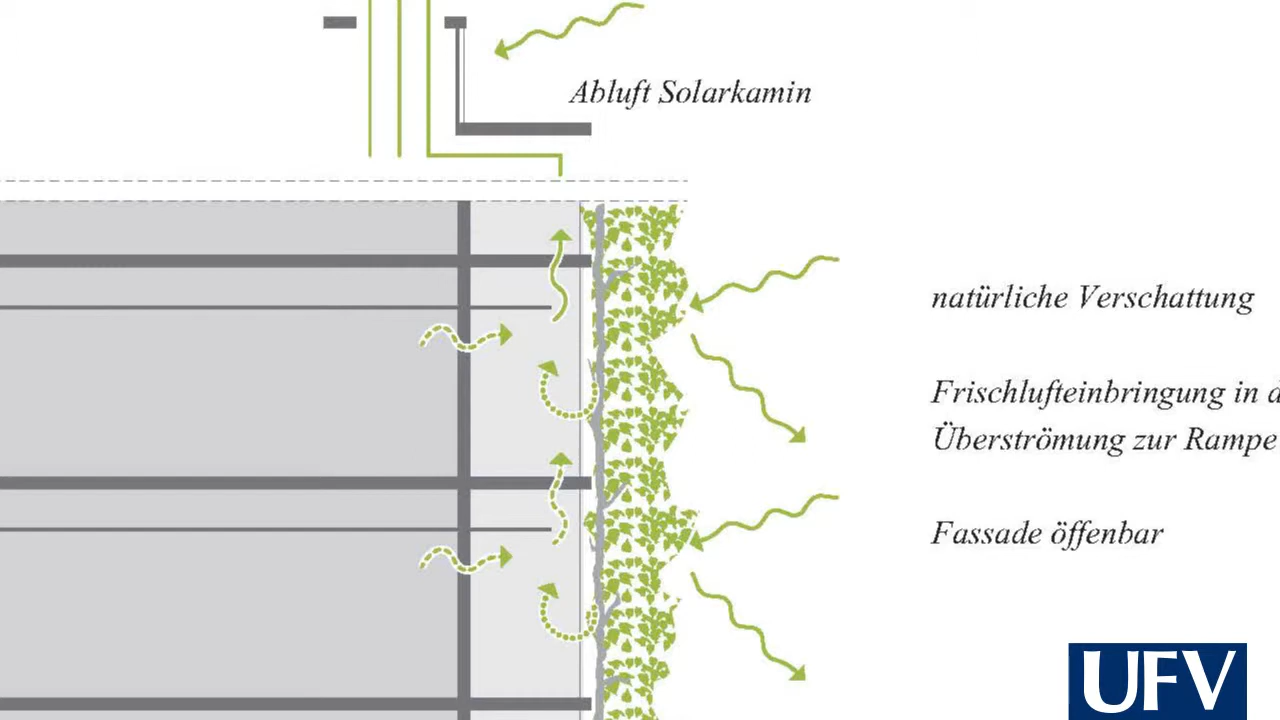 Abluft Solarkamin
natürliche Verschattung
Frischlufteinbringung in
Überströmung zur Rampe
Fassade öffenbar
UFV